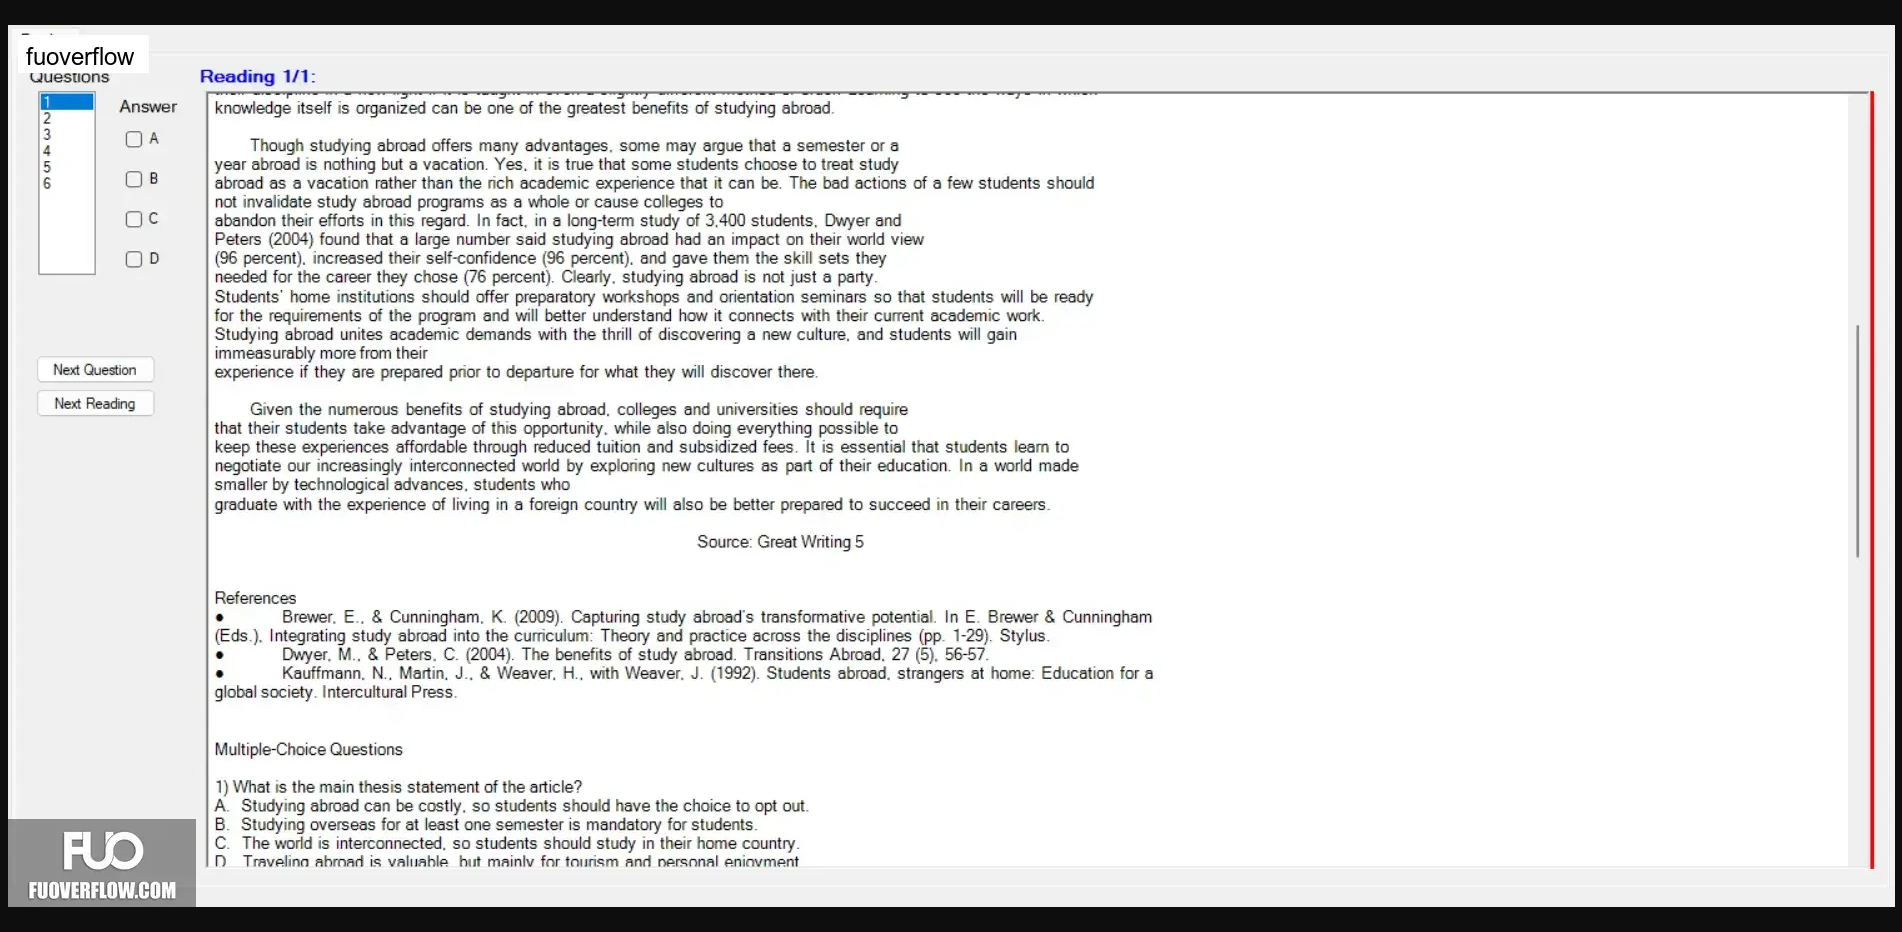 fuoverflow
Questions
Reading 1/1:
1
2
3
4
5
6
Answer
A
B
C
D
Next Question
Next Reading
knowledge itself is organized can be one of the greatest benefits of studying abroad.
Though studying abroad offers many advantages, some may argue that a semester or a
year abroad is nothing but a vacation. Yes, it is true that some students choose to treat study
abroad as a vacation rather than the rich academic experience that it can be. The bad actions of a few students should
not invalidate study abroad programs as a whole or cause colleges to
abandon their efforts in this regard. In fact, in a long-term study of 3,400 students, Dwyer and
Peters (2004) found that a large number said studying abroad had an impact on their world view
(96 percent), increased their self-confidence (96 percent), and gave them the skill sets they
needed for the career they chose (76 percent). Clearly, studying abroad is not just a party.
Students' home institutions should offer preparatory workshops and orientation seminars so that students will be ready
for the requirements of the program and will better understand how it connects with their current academic work.
Studying abroad unites academic demands with the thrill of discovering a new culture, and students will gain
immeasurably more from their
experience if they are prepared prior to departure for what they will discover there.
Given the numerous benefits of studying abroad, colleges and universities should require
that their students take advantage of this opportunity, while also doing everything possible to
keep these experiences affordable through reduced tuition and subsidized fees. It is essential that students learn to
negotiate our increasingly interconnected world by exploring new cultures as part of their education. In a world made
smaller by technological advances, students who
graduate with the experience of living in a foreign country will also be better prepared to succeed in their careers.
Source: Great Writing 5
References
● Brewer, E., & Cunningham, K. (2009). Capturing study abroad's transformative potential. In E. Brewer & Cunningham
(Eds.), Integrating study abroad into the curriculum: Theory and practice across the disciplines (pp. 1-29). Stylus.
● Dwyer, M., & Peters, C. (2004). The benefits of study abroad. Transitions Abroad, 27 (5), 56-57.
● Kauffmann, N., Martin, J., & Weaver, H., with Weaver, J. (1992). Students abroad, strangers at home: Education for a
global society. Intercultural Press.
Multiple-Choice Questions
1) What is the main thesis statement of the article?
A. Studying abroad can be costly, so students should have the choice to opt out.
B. Studying overseas for at least one semester is mandatory for students.
C. The world is interconnected, so students should study in their home country.
D. Traveling abroad is valuable, but mainly for tourism and personal enjoyment
FUO
FUOVERFLOW.COM